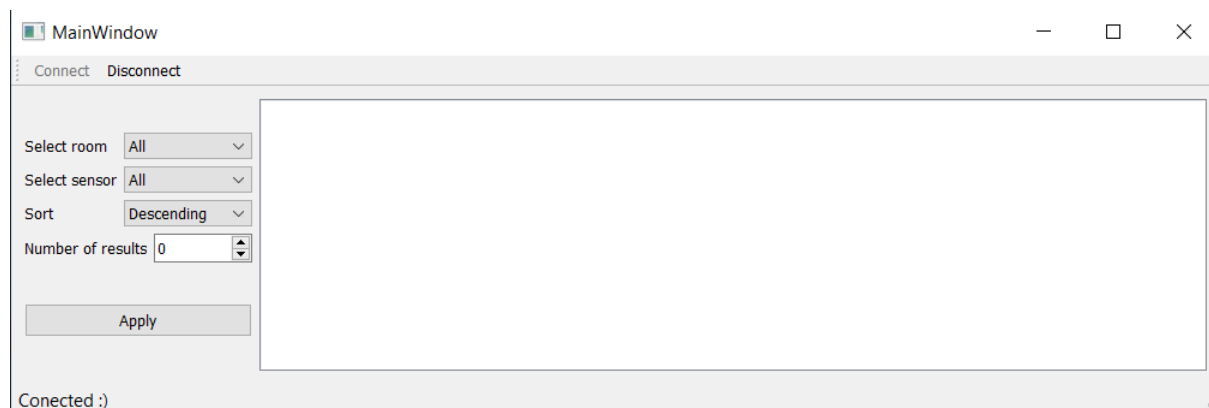 MainWindow
Connect Disconnect
Select room All
Select sensor All
Sort Descending
Number of results 0
Apply
Conected :)